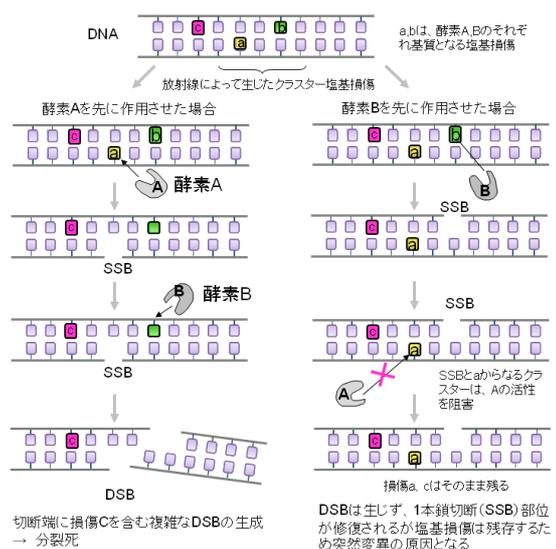 DNA
c
b
a
a,bは、酵素A,Bのそれぞ
れ基質となる塩基損傷
放射線によって生じたクラスター塩基損傷
酵素Aを先に作用させた場合
c
b
a
A 酵素A
c
SSB
B 酵素B
c
SSB
c
DSB
切断端に損傷Cを含む複雑なDSBの生成
→ 分裂死
酵素Bを先に作用させた場合
c
b
a
B
SSB
c
a
SSB
c
a
A
SSBとaからなるクラ
スターは、Aの活性
を阻害
c
a
損傷a、cはそのまま残る
DSBは生じず、1本鎖切断(SSB)部位
が修復されるが塩基損傷は残存するた
め突然変異の原因となる